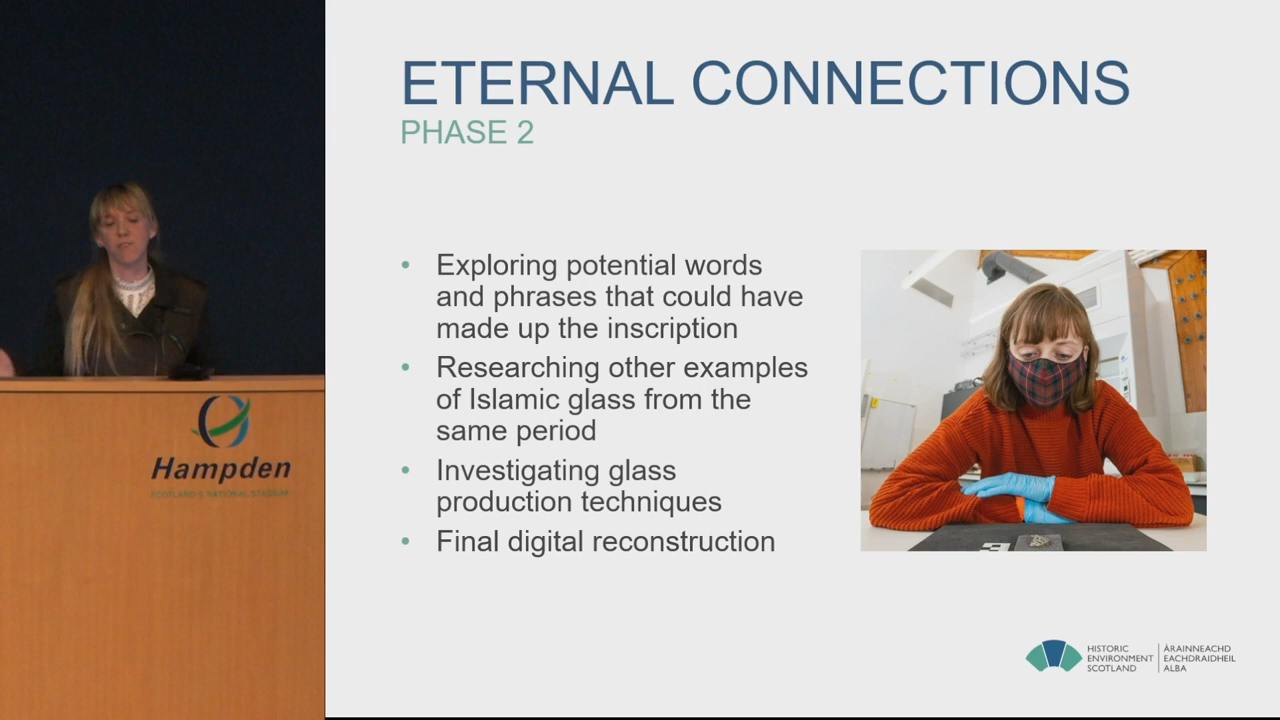 ETERNAL CONNECTIONS
PHASE 2
• Exploring potential words
and phrases that could have
made up the inscription
• Researching other examples
of Islamic glass from the
same period
• Investigating glass
production techniques
• Final digital reconstruction
Hampden
SCOTLAND'S NATIONAL STADIUM
HISTORIC
ENVIRONMENT
SCOTLAND
ÀRAINNEACHD
EACHDRAIDHEIL
ALBA